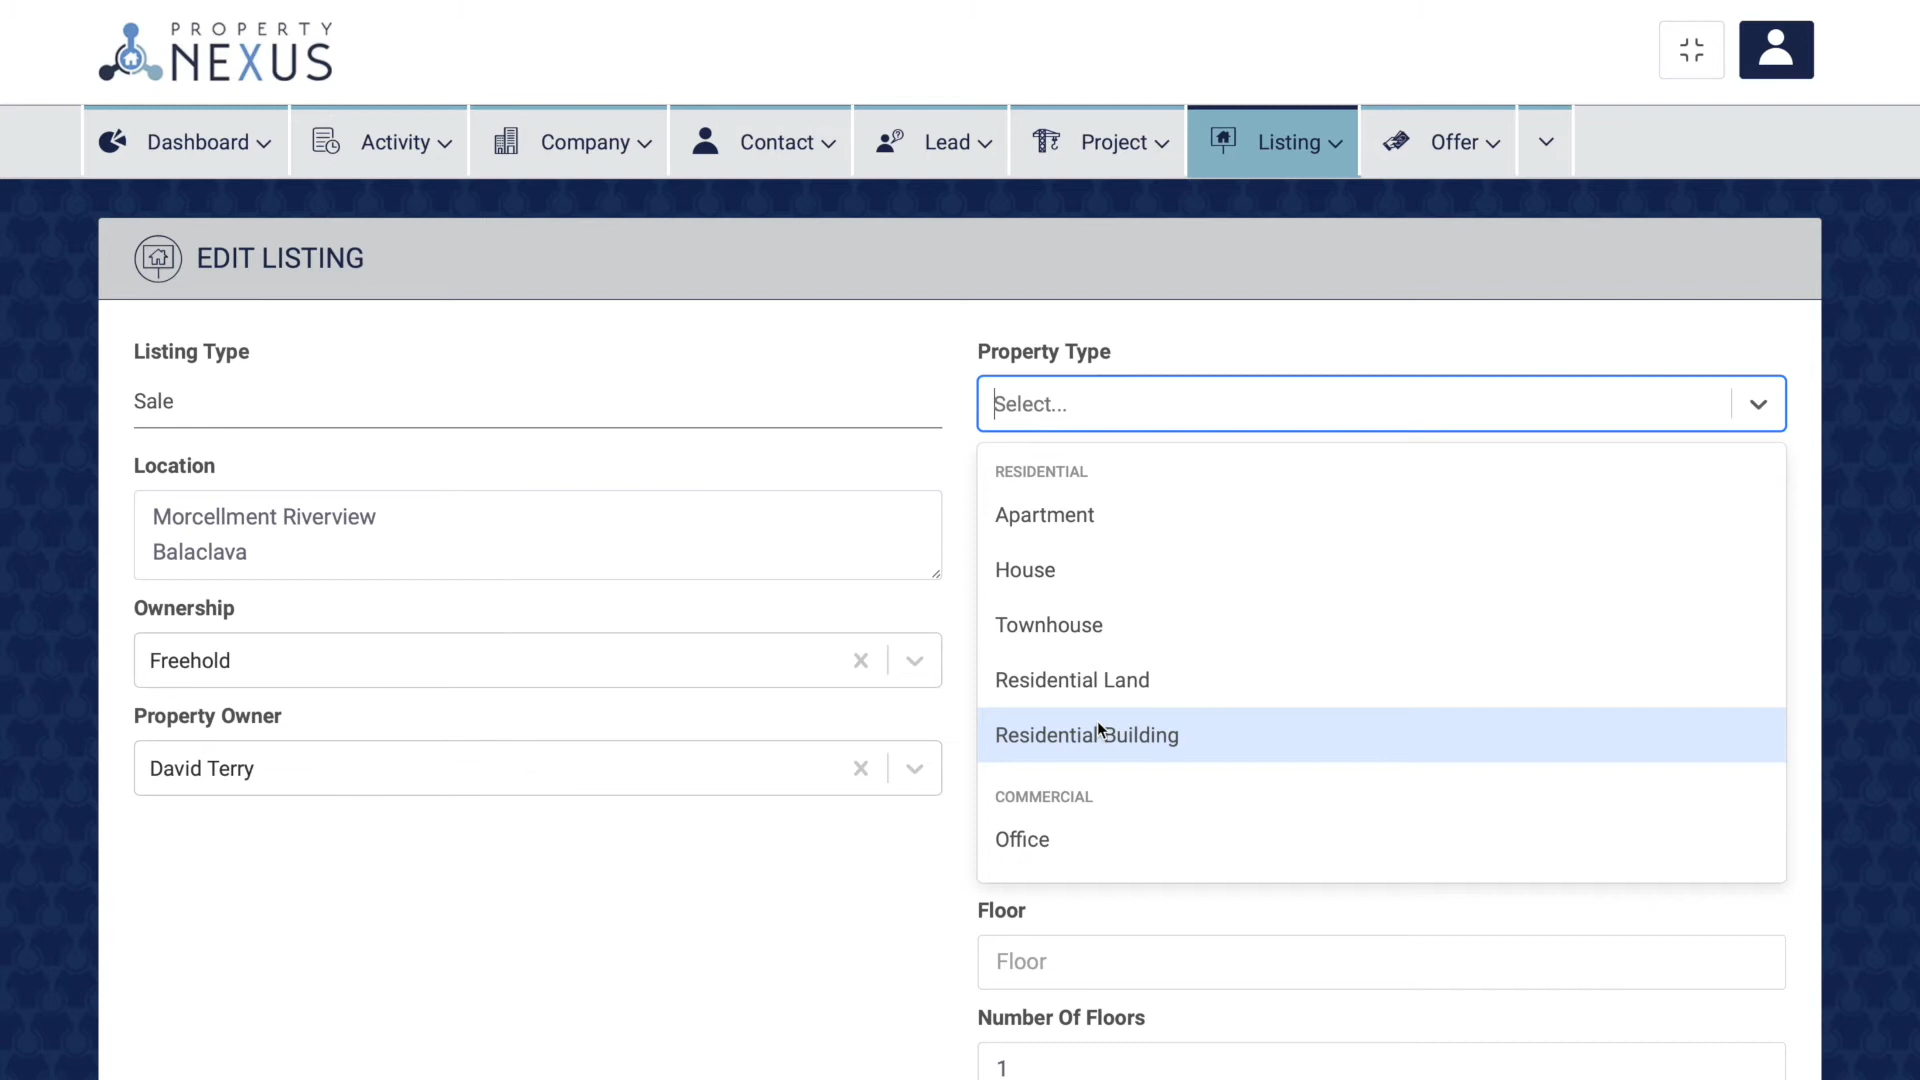 PROPERTY
NEXUS
Dashboard
Activity
Company
Contact
Lead
Project
Listing
Offer
EDIT LISTING
Listing Type
Sale
Location
Morcellment Riverview
Balaclava
Ownership
Freehold
Property Owner
David Terry
Property Type
Select...
RESIDENTIAL
Apartment
House
Townhouse
Residential Land
Residential Building
COMMERCIAL
Office
Floor
Floor
Number Of Floors
1